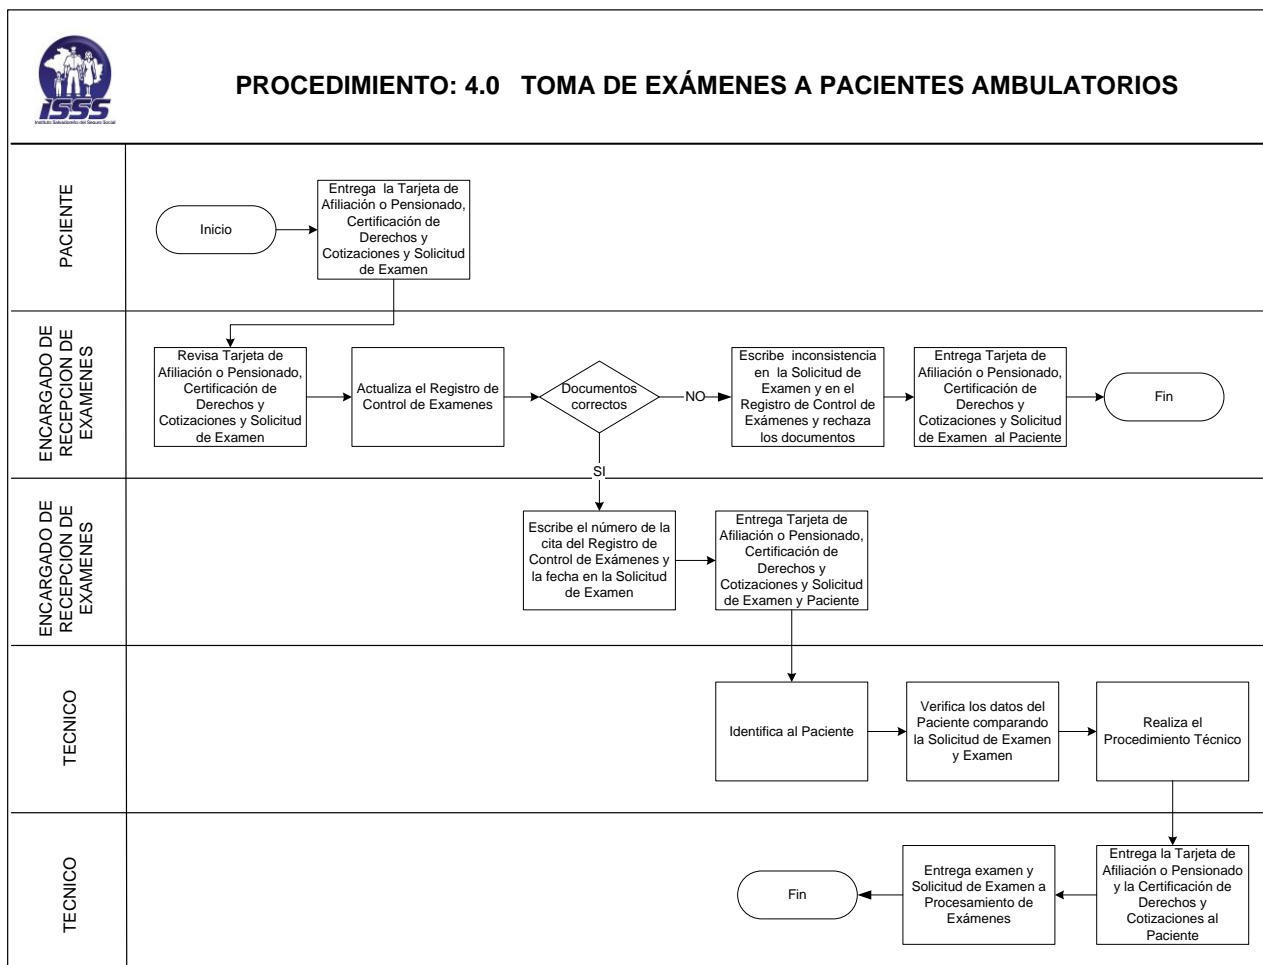 ISSS
Instituto Salvadoreño del Seguro Social
PROCEDIMIENTO: 4.0 TOMA DE EXÁMENES A PACIENTES AMBULATORIOS
PACIENTE
Inicio
Entrega la Tarjeta de
Afiliación o Pensionado,
Certificación de
Derechos y
Cotizaciones y Solicitud
de Examen
ENCARGADO DE
RECEPCION DE
EXAMENES
Revisa Tarjeta de
Afiliación o Pensionado,
Certificación de
Derechos y
Cotizaciones y Solicitud
de Examen
Actualiza el Registro de
Control de Examenes
Documentos
correctos
NO
Escribe inconsistencia
en la Solicitud de
Examen y en el
Registro de Control de
Exámenes y rechaza
los documentos
Entrega Tarjeta de
Afiliación o Pensionado,
Certificación de
Derechos y
Cotizaciones y Solicitud
de Examen al Paciente
Fin
SI
ENCARGADO DE
RECEPCION DE
EXAMENES
Escribe el número de la
cita del Registro de
Control de Exámenes y
la fecha en la Solicitud
de Examen
Entrega Tarjeta de
Afiliación o Pensionado,
Certificación de
Derechos y
Cotizaciones y Solicitud
de Examen y Paciente
TECNICO
Identifica al Paciente
Verifica los datos del
Paciente comparando
la Solicitud de Examen
y Examen
Realiza el
Procedimiento Técnico
TECNICO
Fin
Entrega examen y
Solicitud de Examen a
Procesamiento de
Exámenes
Entrega la Tarjeta de
Afiliación o Pensionado
y la Certificación de
Derechos y
Cotizaciones al
Paciente